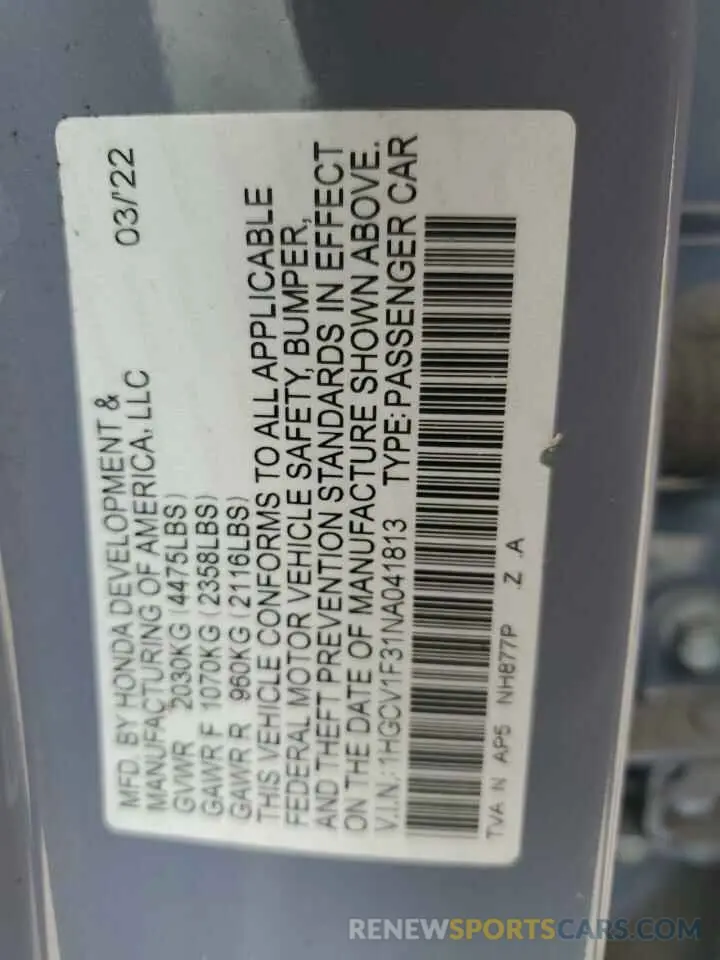 MFD. BY HONDA DEVELOPMENT & 03/'22
MANUFACTURING OF AMERICA, LLC
GVWR 2030KG (4475LBS)
GAWR F 1070KG (2358LBS)
GAWR R 960KG (2116LBS)
THIS VEHICLE CONFORMS TO ALL APPLICABLE
FEDERAL MOTOR VEHICLE SAFETY, BUMPER,
AND THEFT PREVENTION STANDARDS IN EFFECT
ON THE DATE OF MANUFACTURE SHOWN ABOVE.
V.I.N.: 1HGCV1F31NA041813 TYPE: PASSENGER CAR
TVA N AP5 NH877P .Z .A
RENEWSPORTSCARS.COM